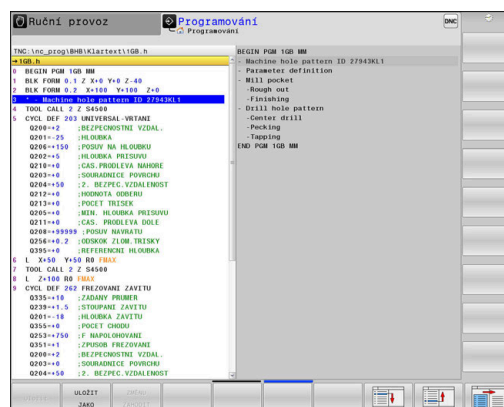 Ruční provoz
Programování
Programování
DNC
TNC:\nc_prog\BHB\Klartext\1GB.h
→1GB.h
0 BEGIN PGM 1GB MM
1 BLK FORM 0.1 Z X+0 Y+0 Z-40
2 BLK FORM 0.2 X+100 Y+100 Z+0
3 * - Machine hole pattern ID 27943KL1
4 TOOL CALL 2 Z S4500
5 CYCL DEF 203 UNIVERSAL-VRTANI
Q200=+2 ;BEZPECNOSTNI VZDAL.
Q201=-25 ;HLOUBKA
Q206=+150 ;POSUV NA HLOUBKU
Q202=+5 ;HLOUBKA PRISUVU
Q210=+0 ;CAS.PRODLEVA NAHORE
Q203=+0 ;SOURADNICE POVRCHU
Q204=+50 ;2. BEZPEC.VZDALENOST
Q212=+0 ;HODNOTA ODBERU
Q213=+0 ;POCET TRISEK
Q205=+0 ;MIN. HLOUBKA PRISUVU
Q211=+0 ;CAS. PRODLEVA DOLE
Q208=+99999 ;POSUV NAVRATU
Q256=+0.2 ;ODSKOK ZLOM.TRISKY
Q395=+0 ;REFERENCNI HLOUBKA
6 L X+50 Y+50 R0 FMAX
7 TOOL CALL 2 Z S4500
8 L Z+100 R0 FMAX
9 CYCL DEF 262 FREZOVANI ZAVITU
Q335=+10 ;ZADANY PRUMER
Q239=+1.5 ;STOUPANI ZAVITU
Q201=-18 ;HLOUBKA ZAVITU
Q355=+0 ;POCET CHODU
Q253=+750 ;F NAPOLOHOVANI
Q351=+1 ;ZPUSOB FREZOVANI
Q200=+2 ;BEZPECNOSTNI VZDAL.
Q203=+0 ;SOURADNICE POVRCHU
Q204=+50 ;2. BEZPEC.VZDALENOST
BEGIN PGM 1GB MM
- Machine hole pattern ID 27943KL1
- Parameter definition
- Mill pocket
-Rough out
-Finishing
- Drill hole pattern
-Center drill
-Pecking
-Tapping
END PGM 1GB MM
ULOŽIT
JAKO